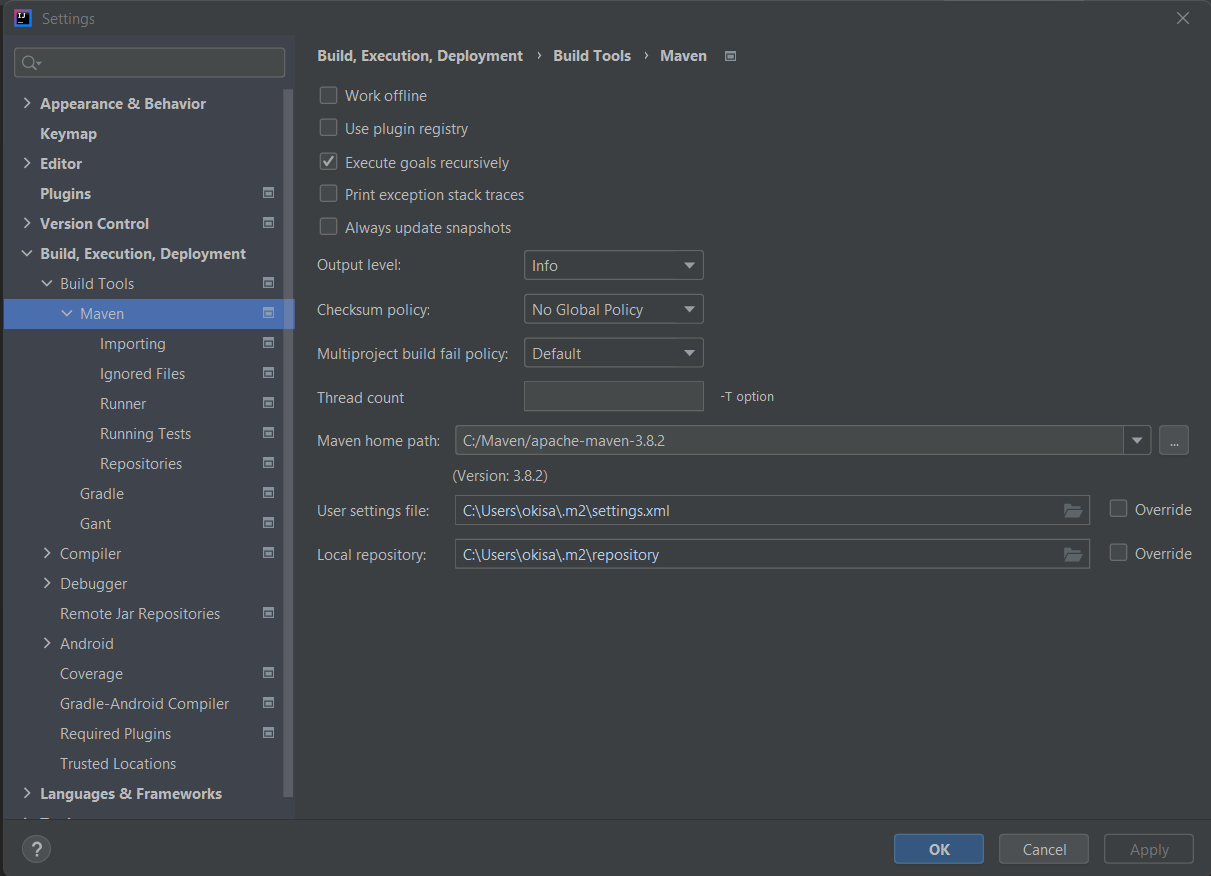 Settings
Build, Execution, Deployment › Build Tools › Maven
Appearance & Behavior
Keymap
Editor
Plugins
Version Control
Build, Execution, Deployment
Build Tools
Maven
Importing
Ignored Files
Runner
Running Tests
Repositories
Gradle
Gant
Compiler
Debugger
Remote Jar Repositories
Android
Coverage
Gradle-Android Compiler
Required Plugins
Trusted Locations
Languages & Frameworks
Work offline
Use plugin registry
Execute goals recursively
Print exception stack traces
Always update snapshots
Output level: Info
Checksum policy: No Global Policy
Multiproject build fail policy: Default
Thread count -T option
Maven home path: C:/Maven/apache-maven-3.8.2 ...
(Version: 3.8.2)
User settings file: C:\Users\okisa\.m2\settings.xml Override
Local repository: C:\Users\okisa\.m2\repository Override
? OK Cancel Apply